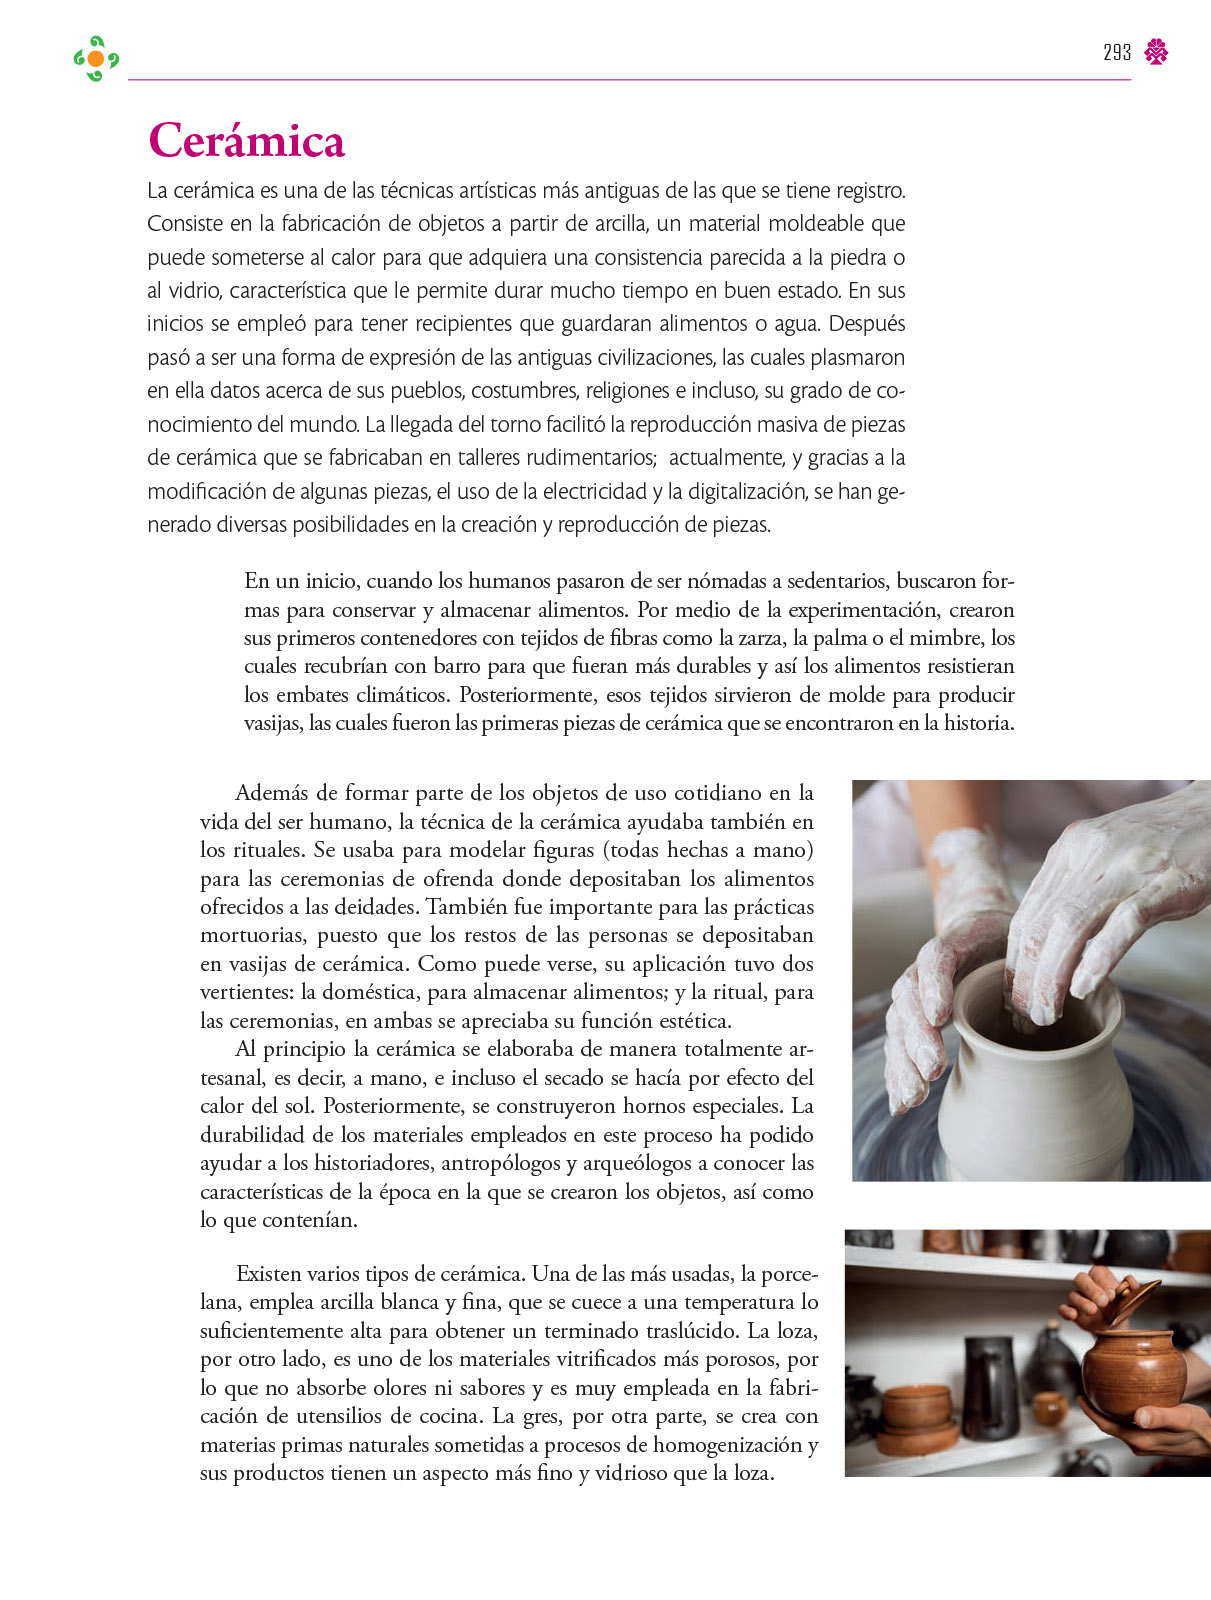 293
Cerámica
La cerámica es una de las técnicas artísticas más antiguas de las que se tiene registro.
Consiste en la fabricación de objetos a partir de arcilla, un material moldeable que
puede someterse al calor para que adquiera una consistencia parecida a la piedra o
al vidrio, característica que le permite durar mucho tiempo en buen estado. En sus
inicios se empleó para tener recipientes que guardaran alimentos o agua. Después
pasó a ser una forma de expresión de las antiguas civilizaciones, las cuales plasmaron
en ella datos acerca de sus pueblos, costumbres, religiones e incluso, su grado de co-
nocimiento del mundo. La llegada del torno facilitó la reproducción masiva de piezas
de cerámica que se fabricaban en talleres rudimentarios; actualmente, y gracias a la
modificación de algunas piezas, el uso de la electricidad y la digitalización, se han ge-
nerado diversas posibilidades en la creación y reproducción de piezas.
En un inicio, cuando los humanos pasaron de ser nómadas a sedentarios, buscaron for-
mas para conservar y almacenar alimentos. Por medio de la experimentación, crearon
sus primeros contenedores con tejidos de fibras como la zarza, la palma o el mimbre, los
cuales recubrían con barro para que fueran más durables y así los alimentos resistieran
los embates climáticos. Posteriormente, esos tejidos sirvieron de molde para producir
vasijas, las cuales fueron las primeras piezas de cerámica que se encontraron en la historia.
Además de formar parte de los objetos de uso cotidiano en la
vida del ser humano, la técnica de la cerámica ayudaba también en
los rituales. Se usaba para modelar figuras (todas hechas a mano)
para las ceremonias de ofrenda donde depositaban los alimentos
ofrecidos a las deidades. También fue importante para las prácticas
mortuorias, puesto que los restos de las personas se depositaban
en vasijas de cerámica. Como puede verse, su aplicación tuvo dos
vertientes: la doméstica, para almacenar alimentos; y la ritual, para
las ceremonias, en ambas se apreciaba su función estética.
Al principio la cerámica se elaboraba de manera totalmente ar-
tesanal, es decir, a mano, e incluso el secado se hacía por efecto del
calor del sol. Posteriormente, se construyeron hornos especiales. La
durabilidad de los materiales empleados en este proceso ha podido
ayudar a los historiadores, antropólogos y arqueólogos a conocer las
características de la época en la que se crearon los objetos, así como
lo que contenían.
Existen varios tipos de cerámica. Una de las más usadas, la porce-
lana, emplea arcilla blanca y fina, que se cuece a una temperatura lo
suficientemente alta para obtener un terminado traslúcido. La loza,
por otro lado, es uno de los materiales vitrificados más porosos, por
lo que no absorbe olores ni sabores y es muy empleada en la fabri-
cación de utensilios de cocina. La gres, por otra parte, se crea con
materias primas naturales sometidas a procesos de homogenización y
sus productos tienen un aspecto más fino y vidrioso que la loza.